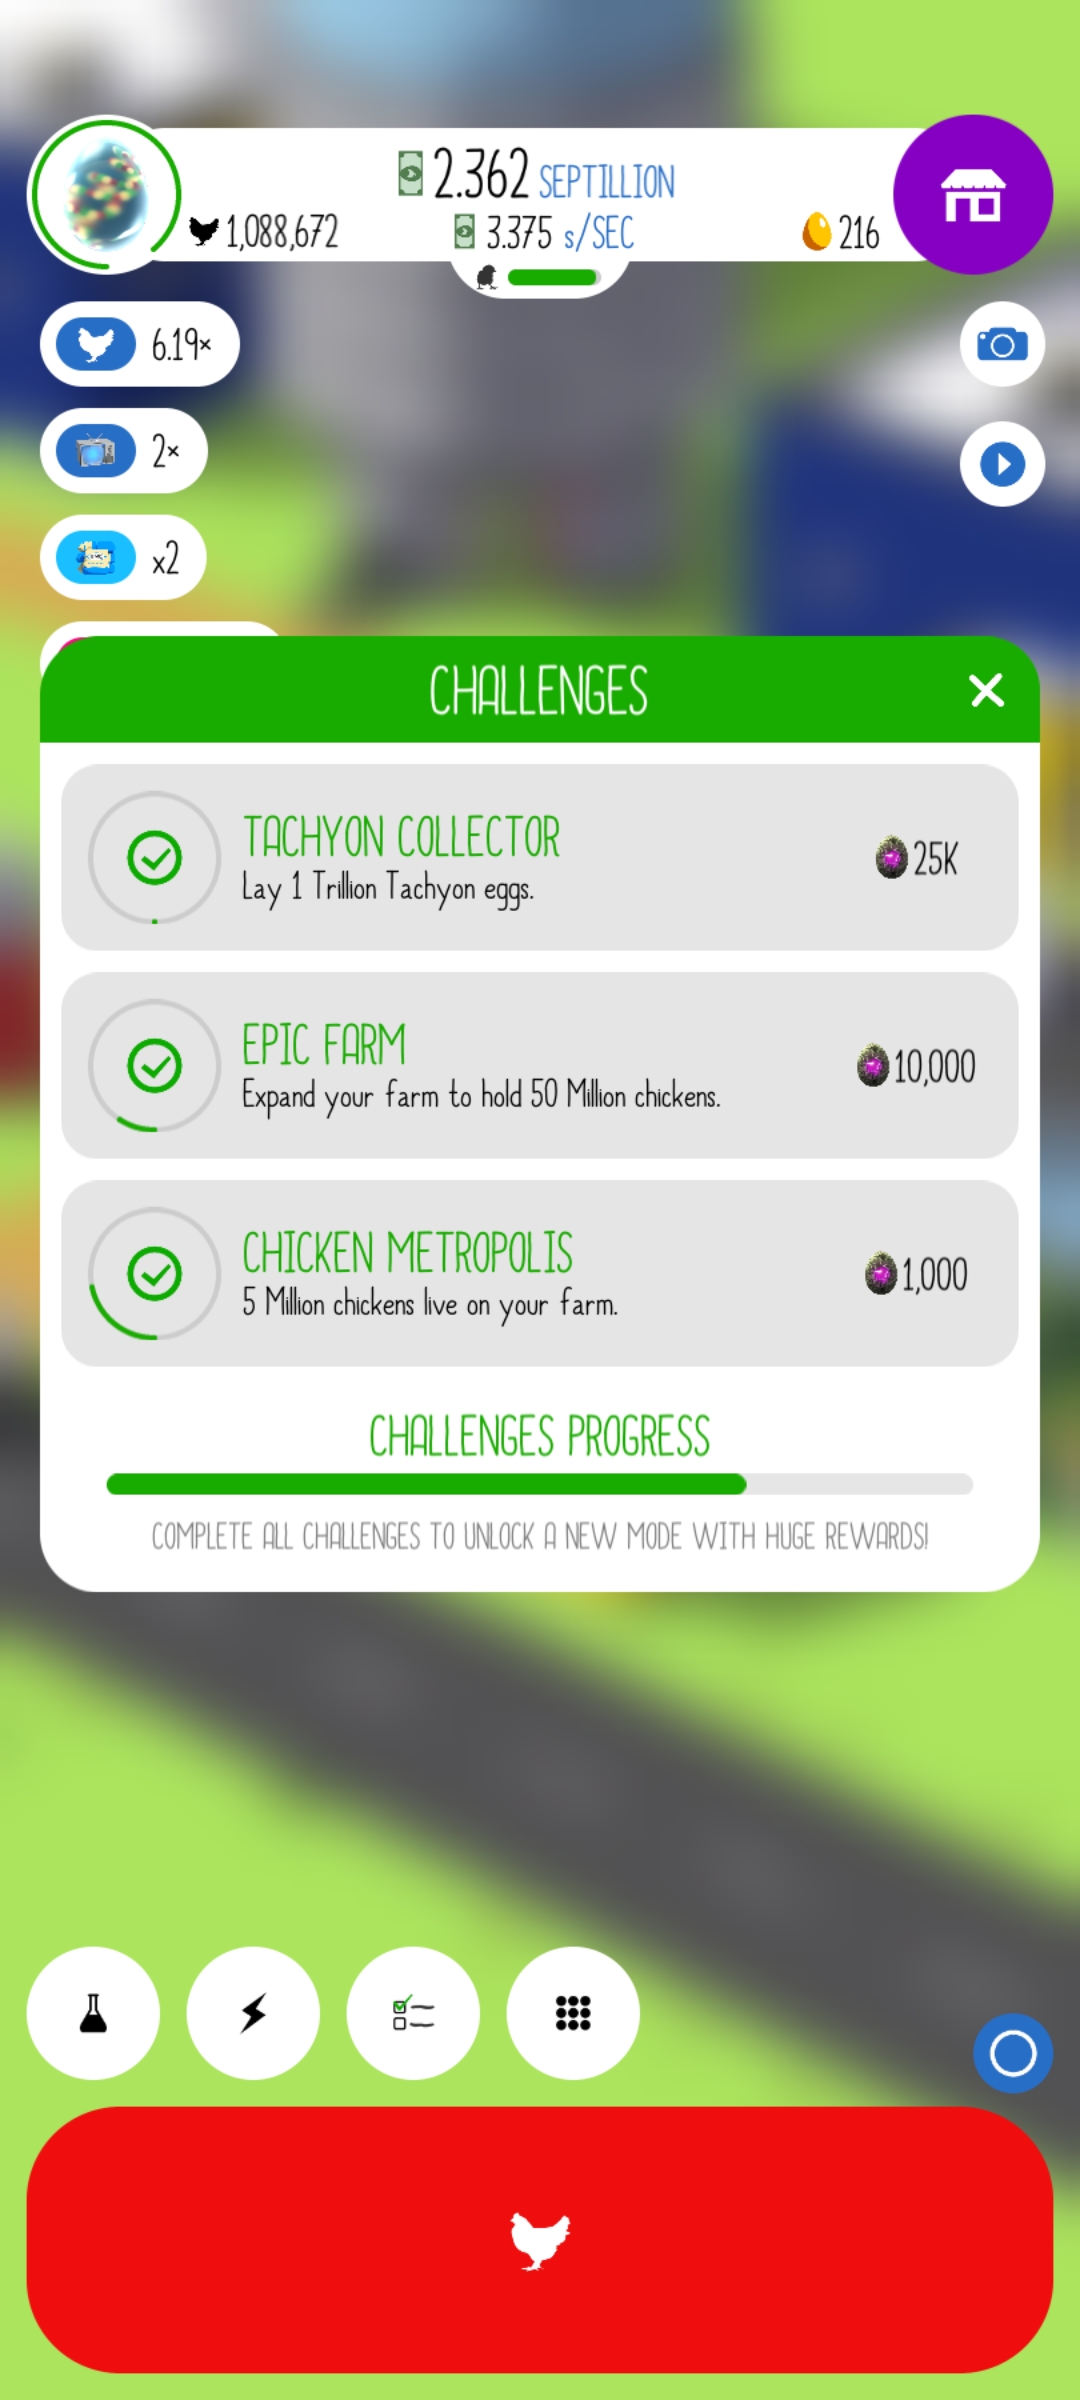 2.362 SEPTILLION
1,088,672 3.375 s/SEC 216
6.19×
2×
x2
CHALLENGES
TACHYON COLLECTOR
Lay 1 Trillion Tachyon eggs.
25K
EPIC FARM
Expand your farm to hold 50 Million chickens.
10,000
CHICKEN METROPOLIS
5 Million chickens live on your farm.
1,000
CHALLENGES PROGRESS
COMPLETE ALL CHALLENGES TO UNLOCK A NEW MODE WITH HUGE REWARDS!